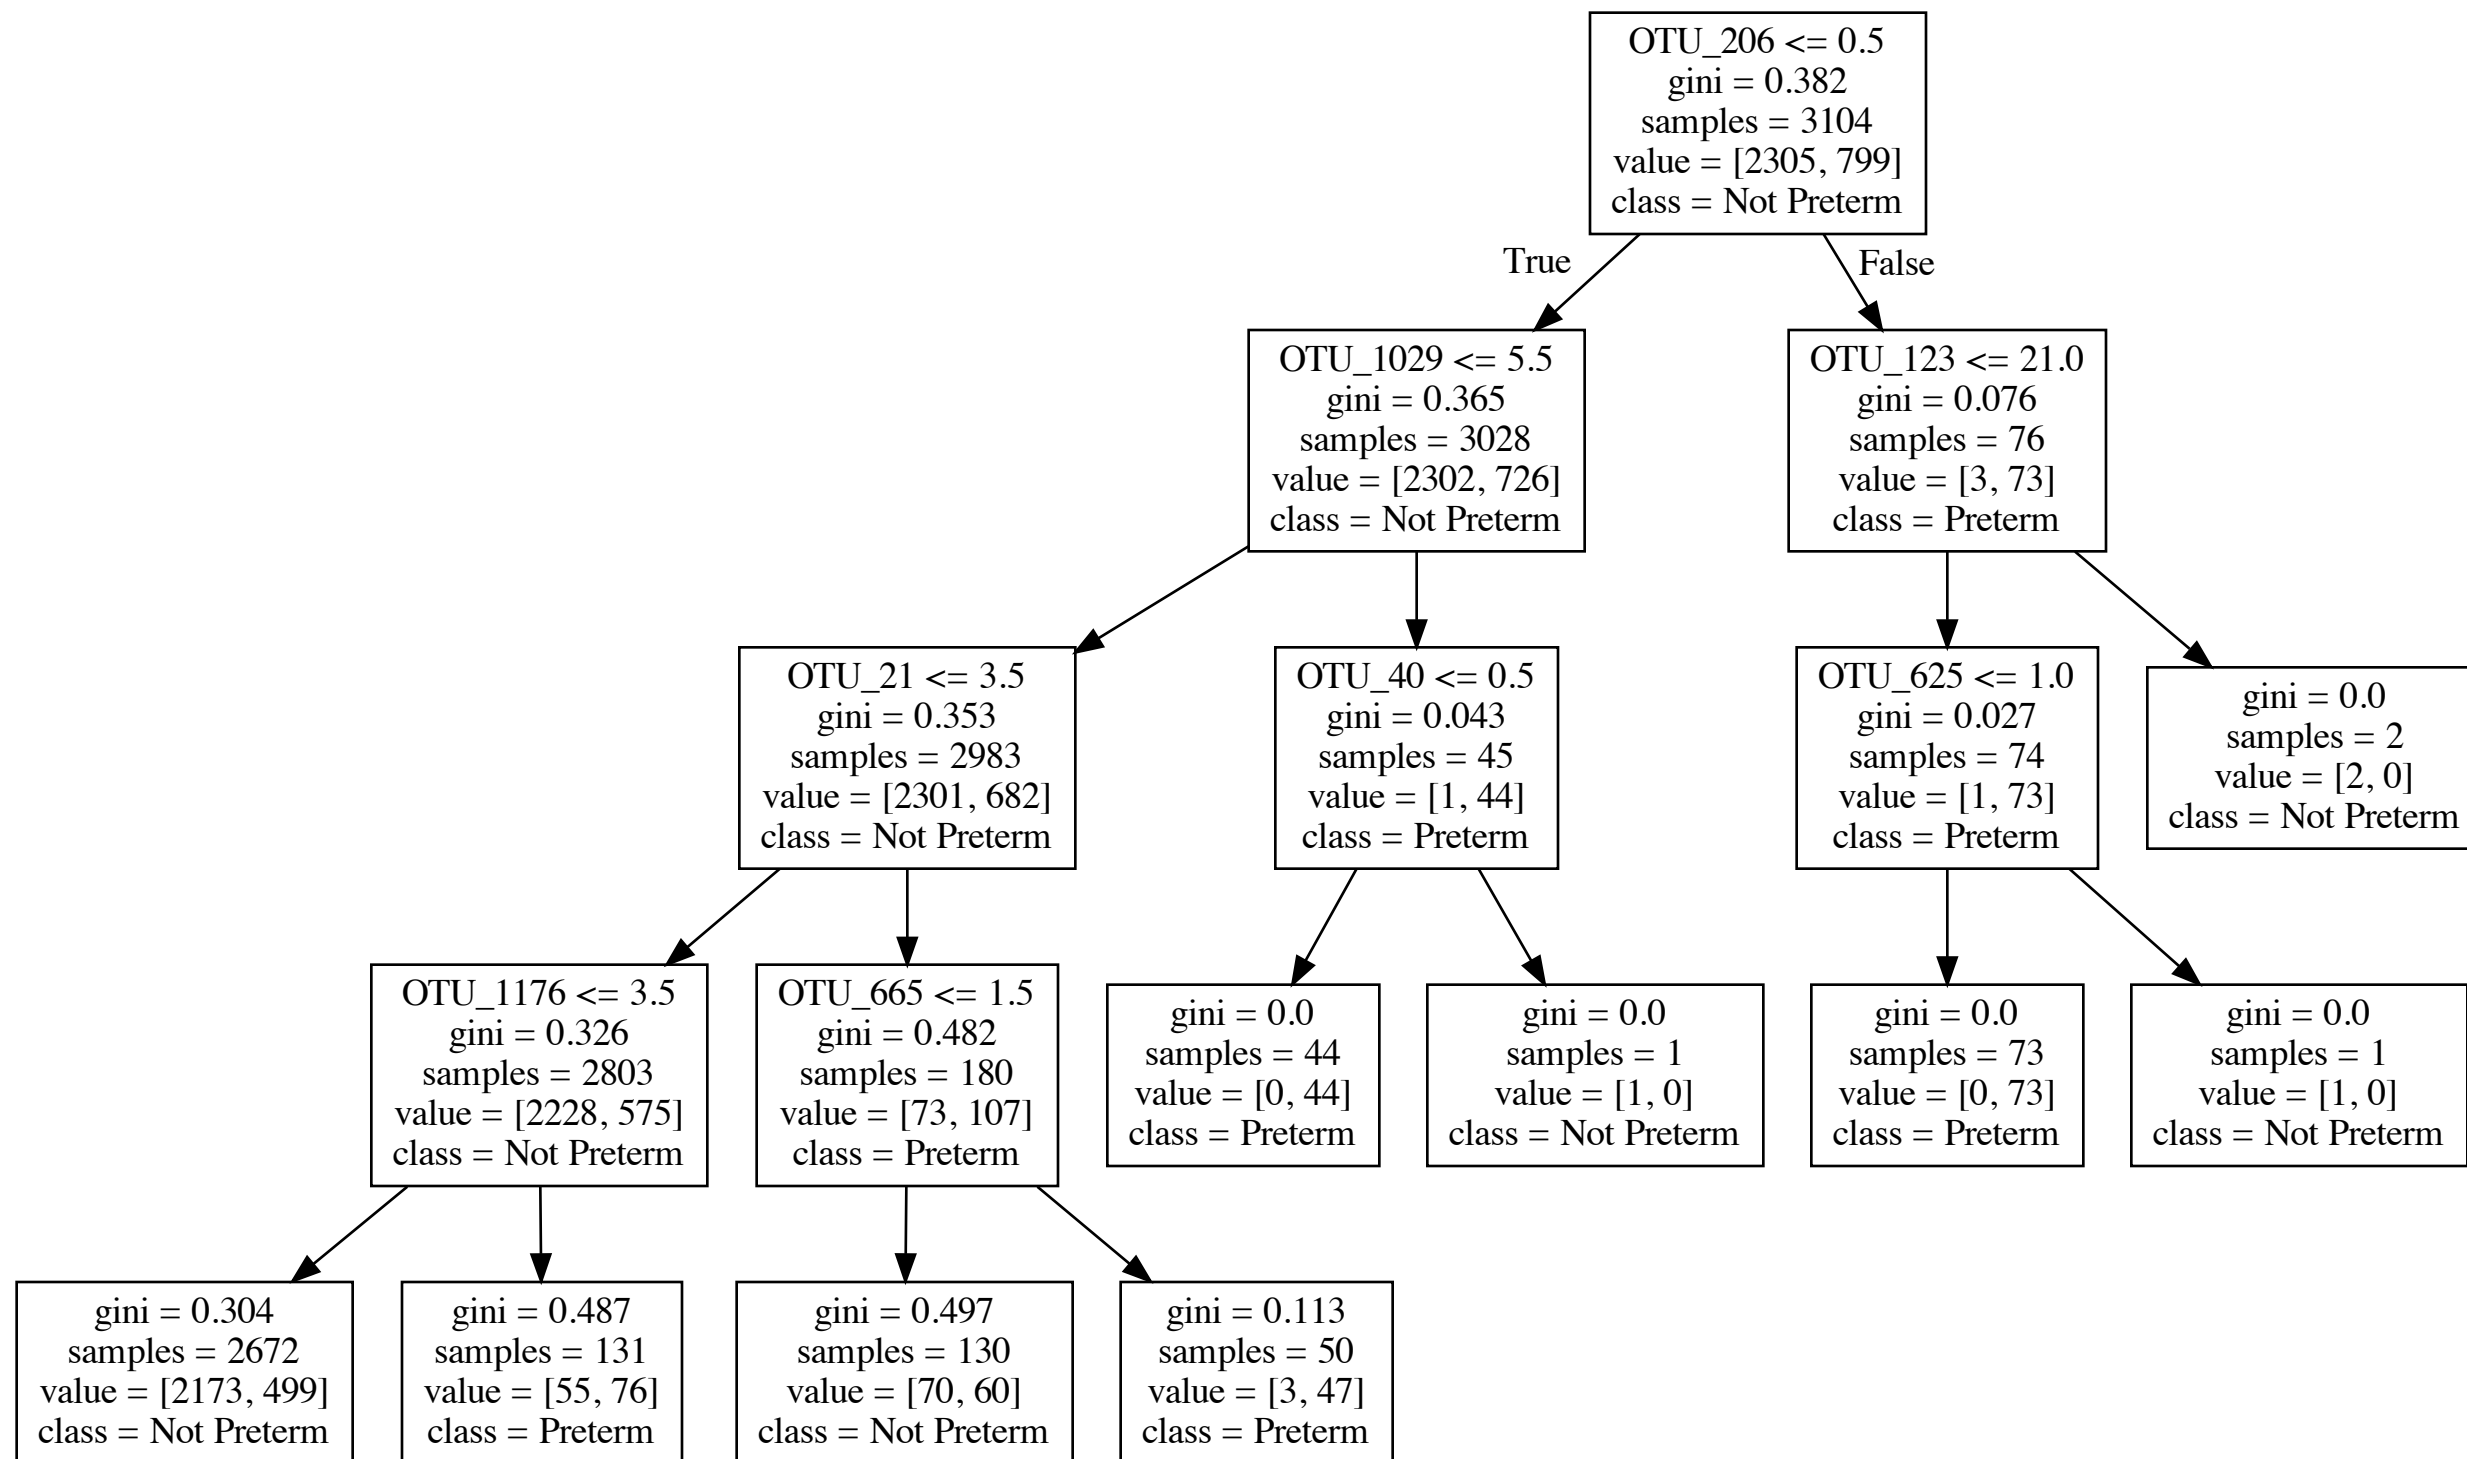 OTU_206 <= 0.5
gini = 0.382
samples = 3104
value = [2305, 799]
class = Not Preterm
True
False
OTU_1029 <= 5.5
gini = 0.365
samples = 3028
value = [2302, 726]
class = Not Preterm
OTU_123 <= 21.0
gini = 0.076
samples = 76
value = [3, 73]
class = Preterm
OTU_21 <= 3.5
gini = 0.353
samples = 2983
value = [2301, 682]
class = Not Preterm
OTU_40 <= 0.5
gini = 0.043
samples = 45
value = [1, 44]
class = Preterm
OTU_625 <= 1.0
gini = 0.027
samples = 74
value = [1, 73]
class = Preterm
gini = 0.0
samples = 2
value = [2, 0]
class = Not Preterm
OTU_1176 <= 3.5
gini = 0.326
samples = 2803
value = [2228, 575]
class = Not Preterm
OTU_665 <= 1.5
gini = 0.482
samples = 180
value = [73, 107]
class = Preterm
gini = 0.0
samples = 44
value = [0, 44]
class = Preterm
gini = 0.0
samples = 1
value = [1, 0]
class = Not Preterm
gini = 0.0
samples = 73
value = [0, 73]
class = Preterm
gini = 0.0
samples = 1
value = [1, 0]
class = Not Preterm
gini = 0.304
samples = 2672
value = [2173, 499]
class = Not Preterm
gini = 0.487
samples = 131
value = [55, 76]
class = Preterm
gini = 0.497
samples = 130
value = [70, 60]
class = Not Preterm
gini = 0.113
samples = 50
value = [3, 47]
class = Preterm